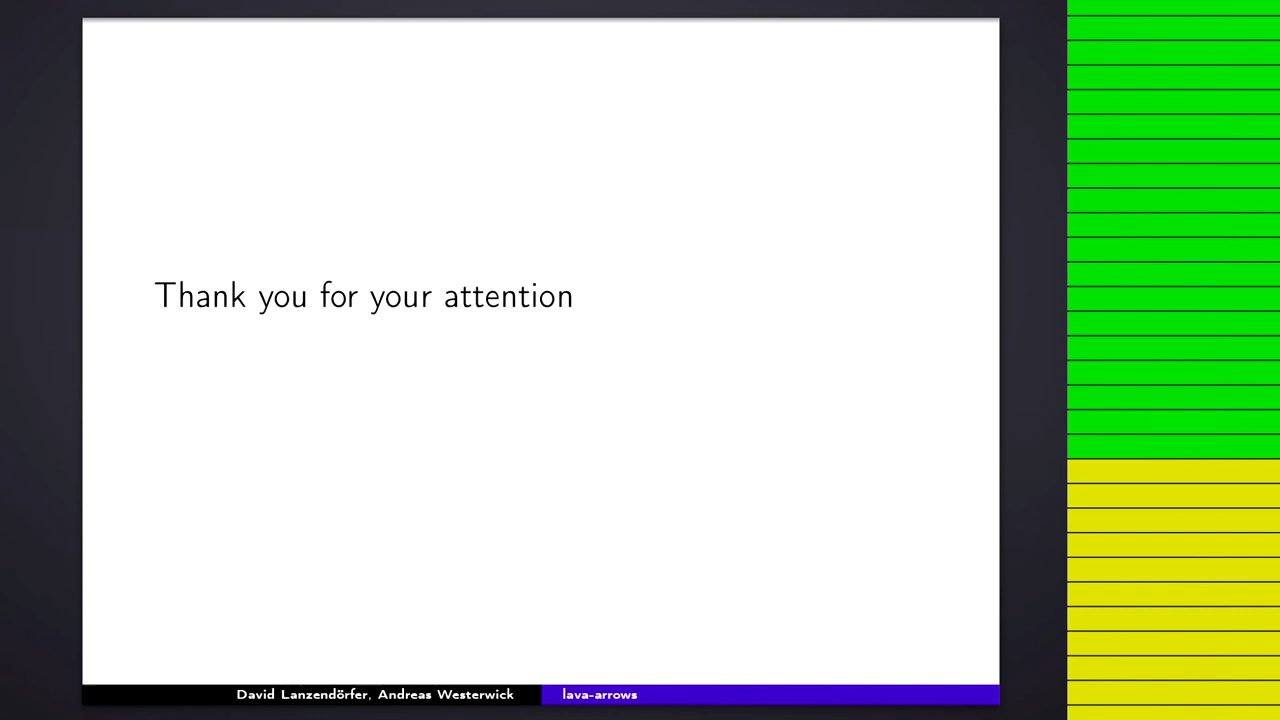 Thank you for your attention
David Lanzendörfer, Andreas Westerwick
lava-arrows